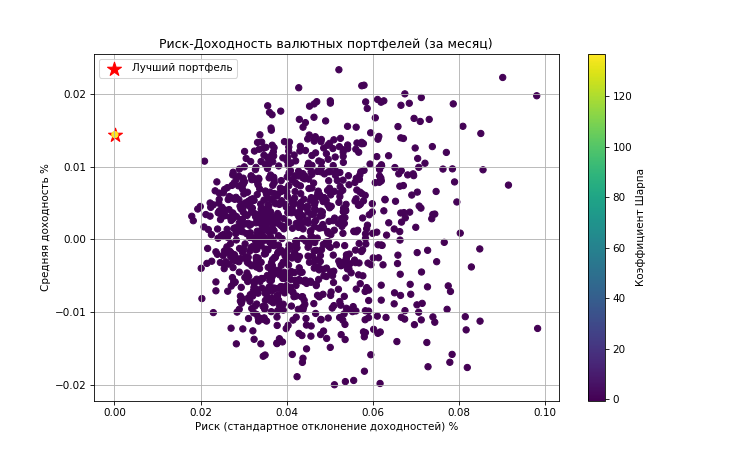 Риск-Доходность валютных портфелей (за месяц)
Лучший портфель
Средняя доходность %
0.02
0.01
0.00
−0.01
−0.02
0.00 0.02 0.04 0.06 0.08 0.10
Риск (стандартное отклонение доходностей) %
120
100
80
60
40
20
0
Коэффициент Шарпа